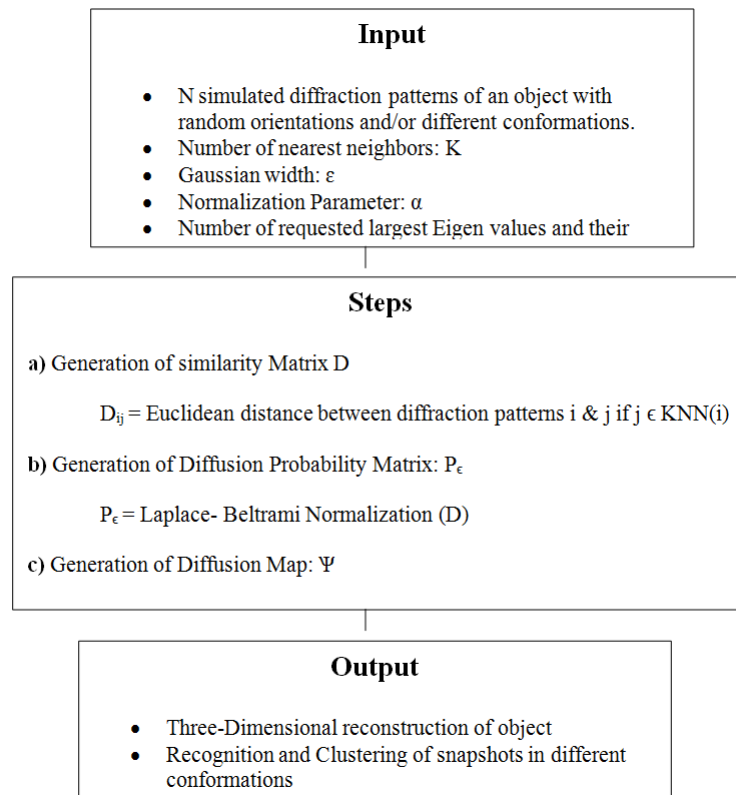 Input
• N simulated diffraction patterns of an object with
random orientations and/or different conformations.
• Number of nearest neighbors: K
• Gaussian width: ε
• Normalization Parameter: α
• Number of requested largest Eigen values and their
Steps
a) Generation of similarity Matrix D
D_ij = Euclidean distance between diffraction patterns i & j if j ϵ KNN(i)
b) Generation of Diffusion Probability Matrix: P_ϵ
P_ϵ = Laplace- Beltrami Normalization (D)
c) Generation of Diffusion Map: Ψ
Output
• Three-Dimensional reconstruction of object
• Recognition and Clustering of snapshots in different
conformations